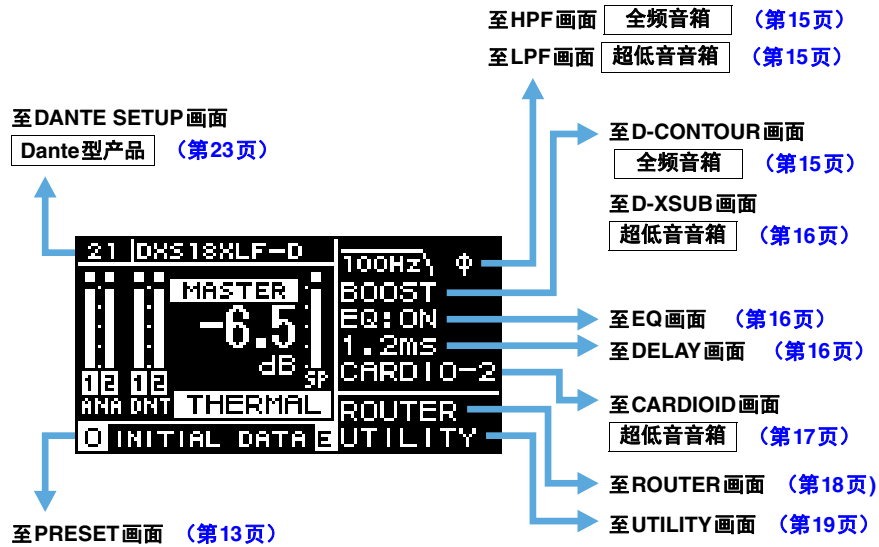 至HPF画面 全频音箱 （第15页）
至LPF画面 超低音音箱 （第15页）
至DANTE SETUP画面
Dante型产品 （第23页）
至D-CONTOUR画面
全频音箱 （第15页）
至D-XSUB画面
超低音音箱 （第16页）
21 DXS18XLF-D
100Hz ϕ
MASTER
BOOST
-6.5
EQ:ON
1.2ms
dB
CARDIO-2
SP
1 2 1 2
ANA DNT THERMAL
ROUTER
0 INITIAL DATA E
UTILITY
至EQ画面 （第16页）
至DELAY画面 （第16页）
至CARDIOID画面
超低音音箱 （第17页）
至ROUTER画面 （第18页)
至UTILITY画面 （第19页）
至PRESET画面 （第13页）